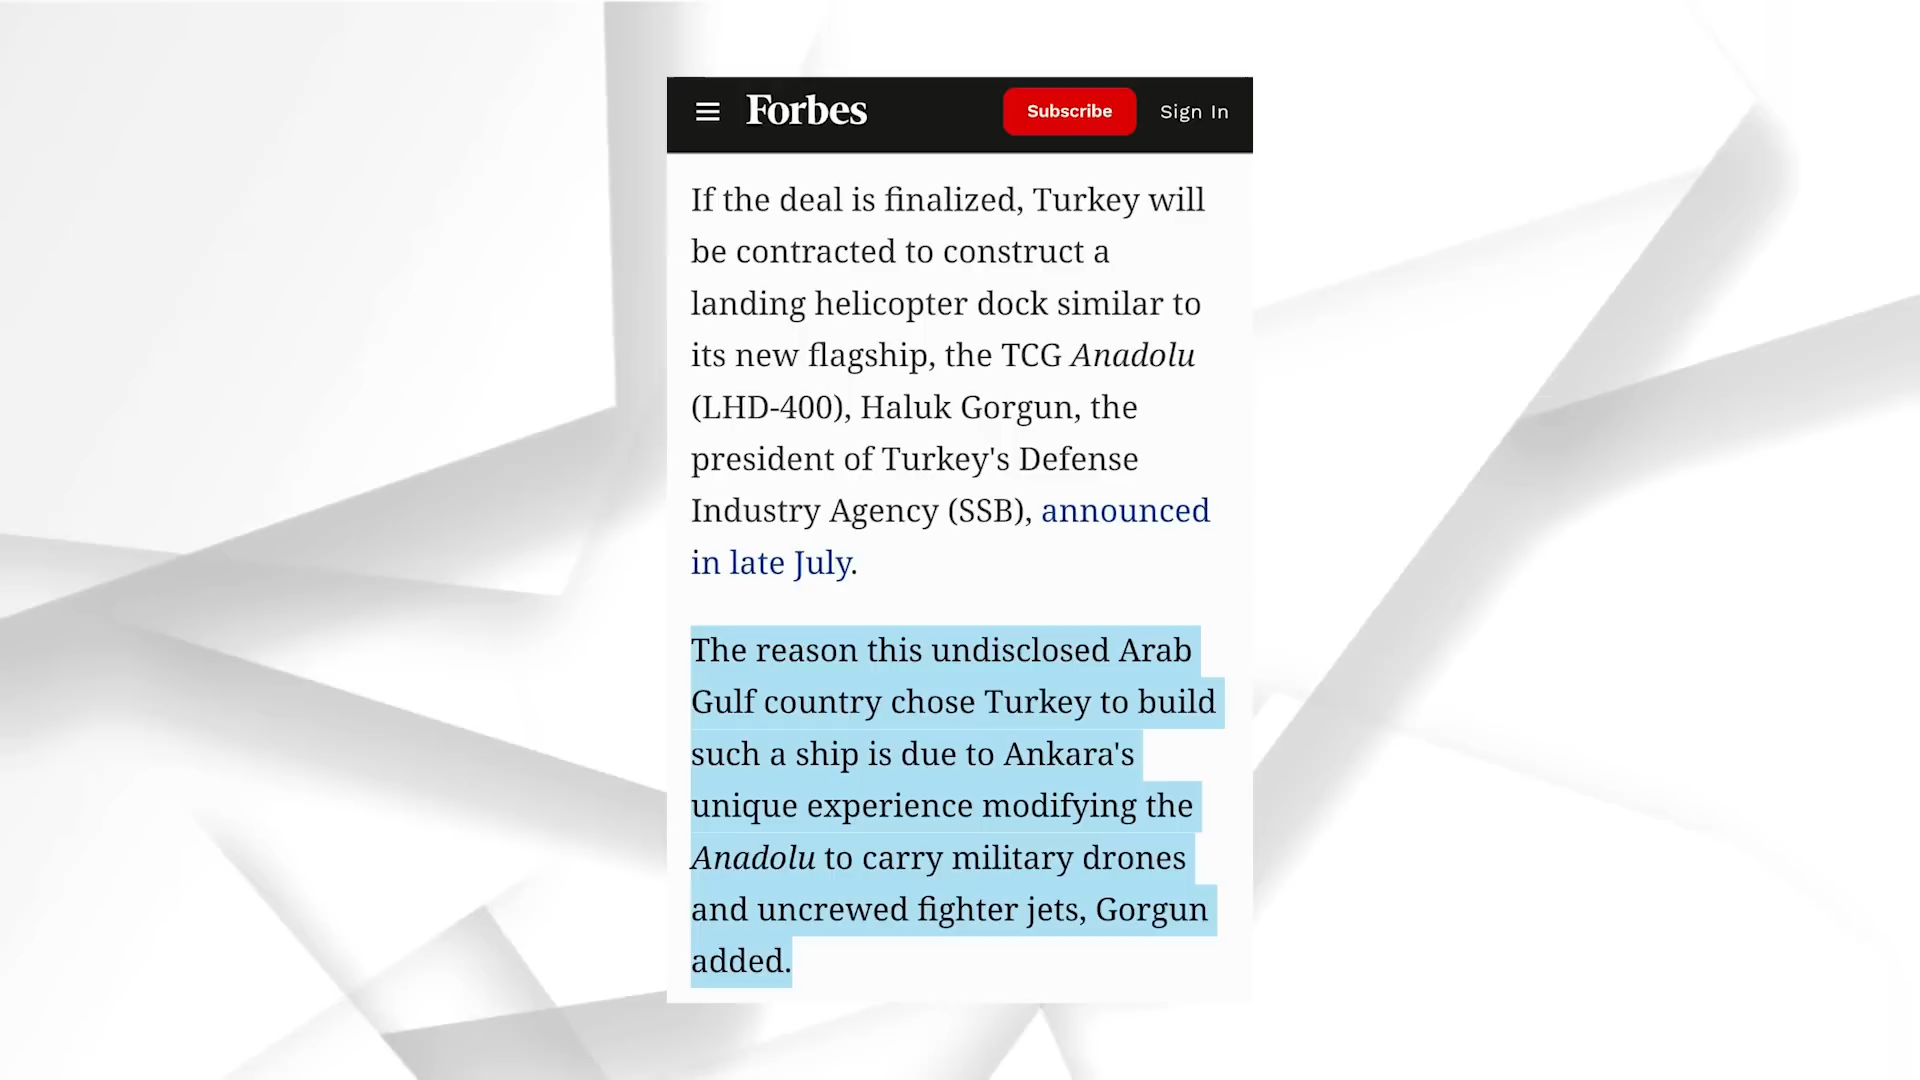 Forbes
Subscribe
Sign In
If the deal is finalized, Turkey will
be contracted to construct a
landing helicopter dock similar to
its new flagship, the TCG Anadolu
(LHD-400), Haluk Gorgun, the
president of Turkey's Defense
Industry Agency (SSB), announced
in late July.
The reason this undisclosed Arab
Gulf country chose Turkey to build
such a ship is due to Ankara's
unique experience modifying the
Anadolu to carry military drones
and uncrewed fighter jets, Gorgun
added.